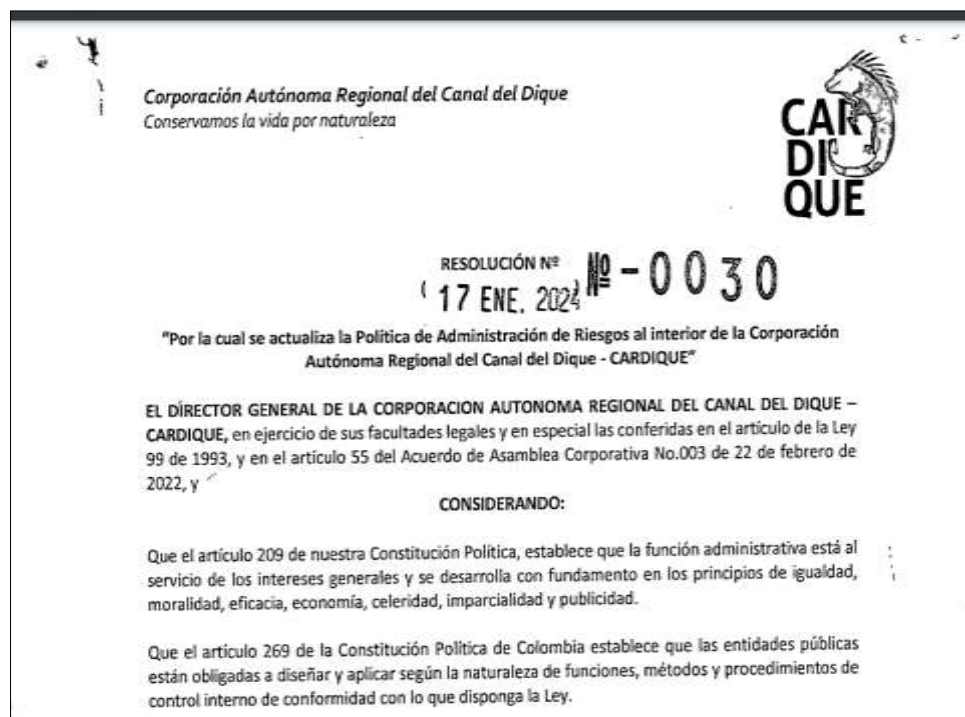 Corporación Autónoma Regional del Canal del Dique
Conservamos la vida por naturaleza
CAR
DI
QUE
RESOLUCIÓN Nº Nº - 0030
( 17 ENE. 2024 )
"Por la cual se actualiza la Política de Administración de Riesgos al interior de la Corporación
Autónoma Regional del Canal del Dique - CARDIQUE"
EL DIRECTOR GENERAL DE LA CORPORACION AUTONOMA REGIONAL DEL CANAL DEL DIQUE –
CARDIQUE, en ejercicio de sus facultades legales y en especial las conferidas en el artículo de la Ley
99 de 1993, y en el artículo 55 del Acuerdo de Asamblea Corporativa No.003 de 22 de febrero de
2022, y
CONSIDERANDO:
Que el artículo 209 de nuestra Constitución Política, establece que la función administrativa está al
servicio de los intereses generales y se desarrolla con fundamento en los principios de igualdad,
moralidad, eficacia, economía, celeridad, imparcialidad y publicidad.
Que el artículo 269 de la Constitución Política de Colombia establece que las entidades públicas
están obligadas a diseñar y aplicar según la naturaleza de funciones, métodos y procedimientos de
control interno de conformidad con lo que disponga la Ley.